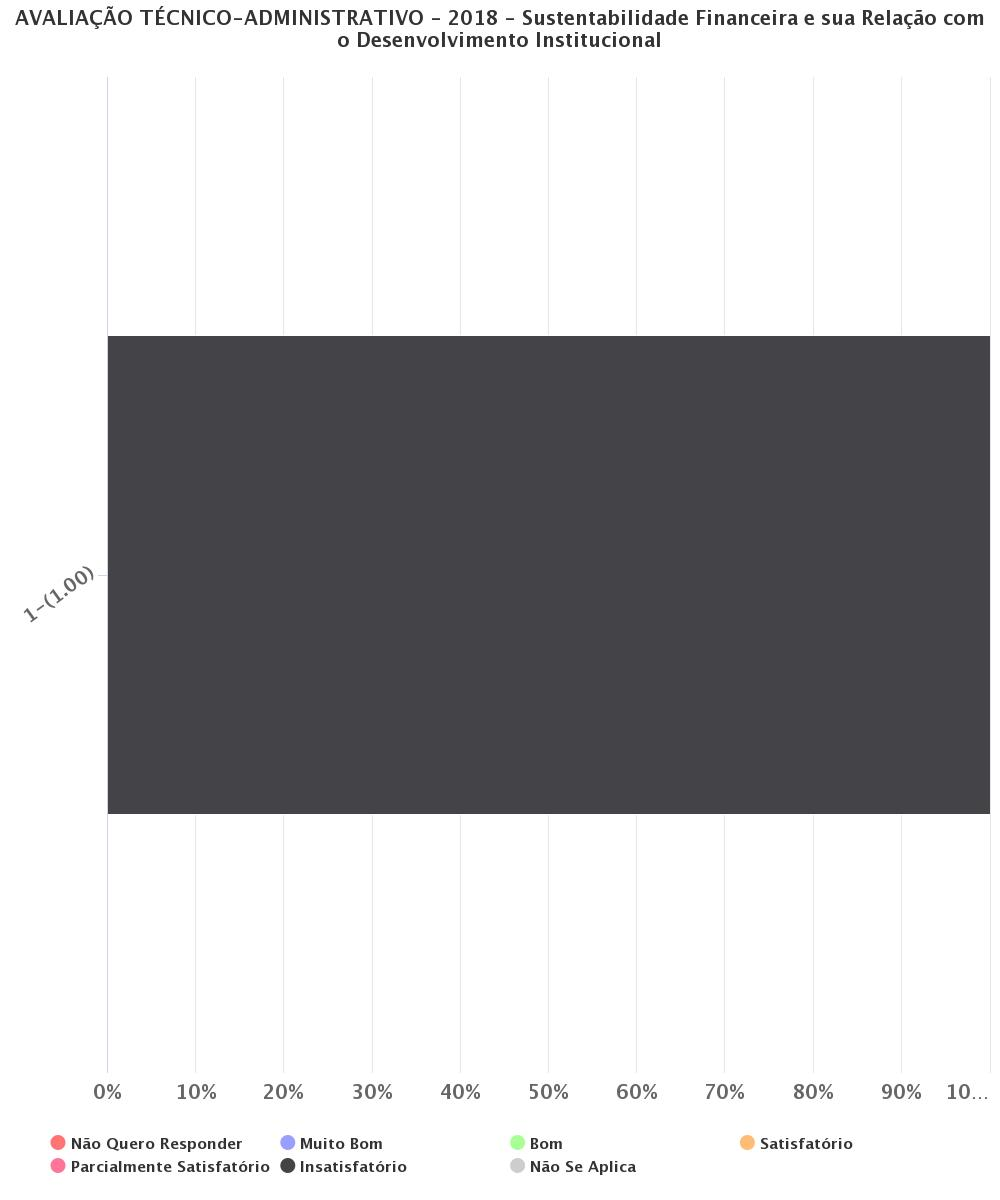 AVALIAÇÃO TÉCNICO-ADMINISTRATIVO - 2018 - Sustentabilidade Financeira e sua Relação com
o Desenvolvimento Institucional
1-(1.00)
0% 10% 20% 30% 40% 50% 60% 70% 80% 90% 10…
Não Quero Responder Muito Bom Bom Satisfatório
Parcialmente Satisfatório Insatisfatório Não Se Aplica